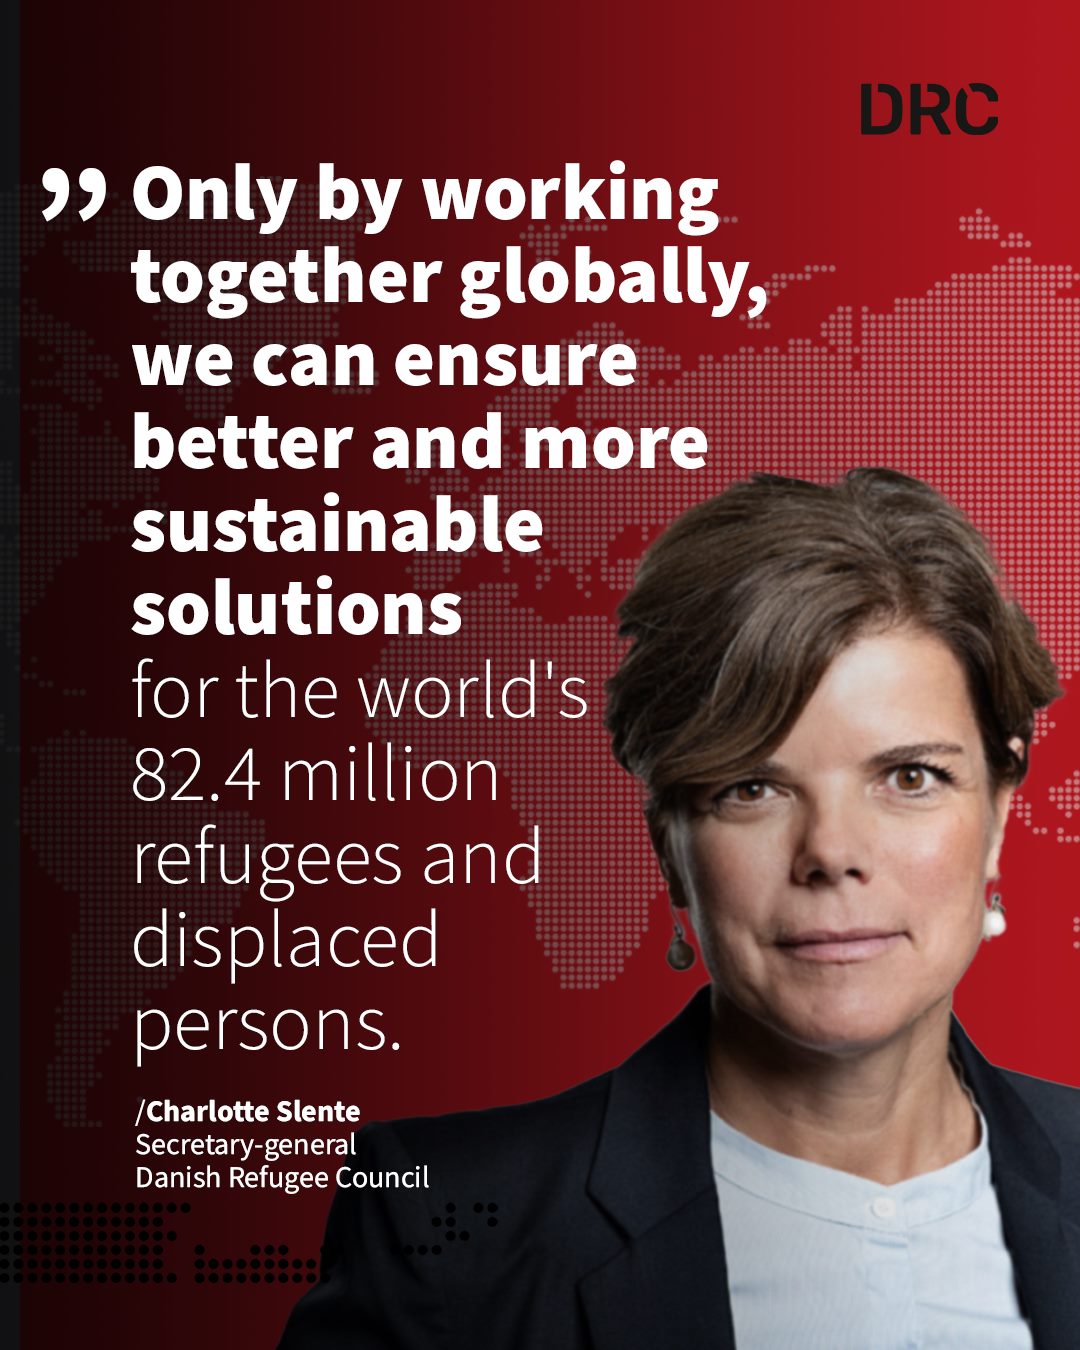 DRC
” Only by working
together globally,
we can ensure
better and more
sustainable
solutions
for the world's
82.4 million
refugees and
displaced
persons.
/Charlotte Slente
Secretary-general
Danish Refugee Council